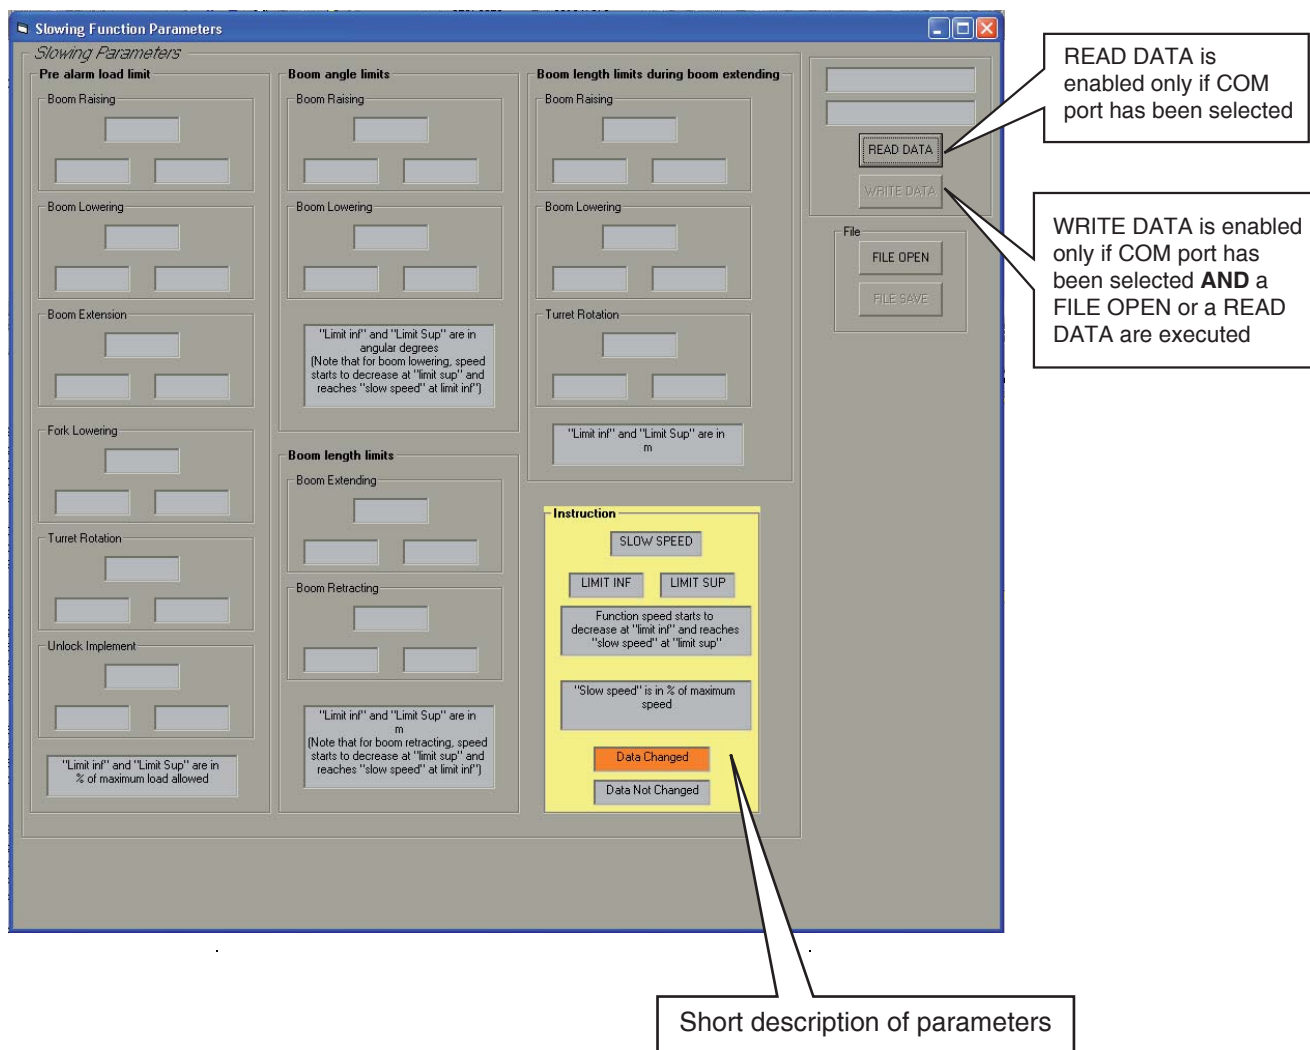 Slowing Function Parameters
Slowing Parameters
Pre alarm load limit
Boom Raising
Boom Lowering
Boom Extension
Fork Lowering
Turret Rotation
Unlock Implement
"Limit inf" and "Limit Sup" are in
% of maximum load allowed
Boom angle limits
Boom Raising
Boom Lowering
"Limit inf" and "Limit Sup" are in
angular degrees
(Note that for boom lowering, speed
starts to decrease at "limit sup" and
reaches "slow speed" at limit inf")
Boom length limits
Boom Extending
Boom Retracting
"Limit inf" and "Limit Sup" are in
m
(Note that for boom retracting, speed
starts to decrease at "limit sup" and
reaches "slow speed" at limit inf")
Boom length limits during boom extending
Boom Raising
Boom Lowering
Turret Rotation
"Limit inf" and "Limit Sup" are in
m
Instruction
SLOW SPEED
LIMIT INF LIMIT SUP
Function speed starts to
decrease at "limit inf" and reaches
"slow speed" at "limit sup"
"Slow speed" is in % of maximum
speed
Data Changed
Data Not Changed
READ DATA
WRITE DATA
File
FILE OPEN
FILE SAVE
READ DATA is
enabled only if COM
port has been selected
WRITE DATA is enabled
only if COM port has
been selected AND a
FILE OPEN or a READ
DATA are executed
Short description of parameters